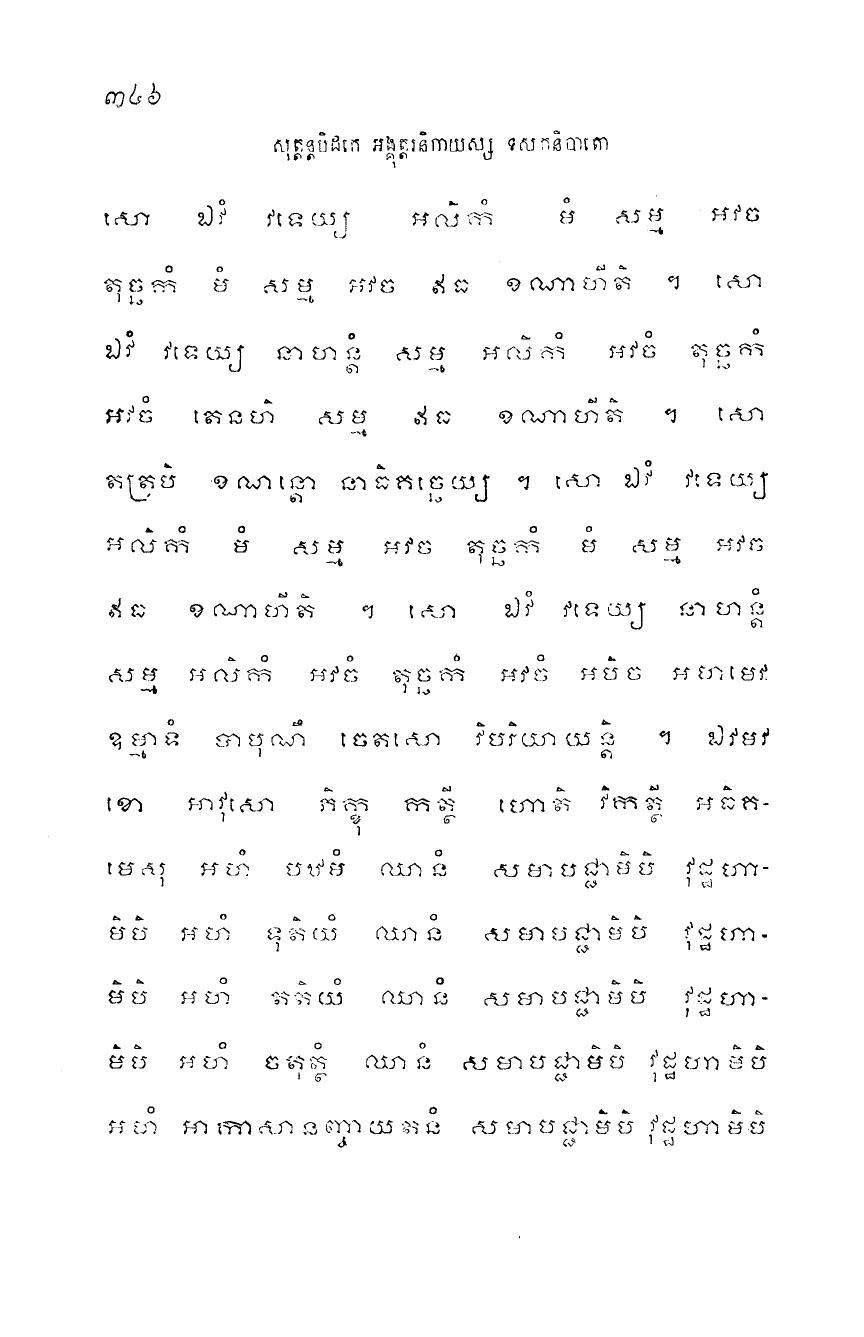 ៣៤៦
សុត្តន្តបិដកេ អង្គុត្តរនិកាយស្ស ទសកនិបាតោ
សោ ឯវំ វទេយ្យ អលិកំ មំ សម្ម អវច
តុច្ឆកំ មំ សម្ម អវច ឥធ ខណាហីតិ ។ សោ
ឯវំ វទេយ្យ នាហន្តំ សម្ម អលិកំ អវចំ តុច្ឆកំ
អវចំ តេនហិ សម្ម ឥធ ខណាហីតិ ។ សោ
តត្រុបិ ខណន្តោ នាធិគច្ឆេយ្យ ។ សោ ឯវំ វទេយ្យ
អលិកំ មំ សម្ម អវច តុច្ឆកំ មំ សម្ម អវច
ឥធ ខណាហីតិ ។ សោ ឯវំ វទេយ្យ នាហន្តំ
សម្ម អលិកំ អវចំ តុច្ឆកំ អវចំ អបិច អហមេវ
ឧម្មាទំ បាបុណឹ ចេតសោ វិបរិយាយន្តិ ។ ឯវមវ
ខោ អាវុសោ ភិក្ខុ កត្ថី ហោតិ វិកត្ថី អធិគ-
មេសុ អហំ បឋមំ ឈានំ សមាបជ្ជាមិបិ វុដ្ឋហា-
មិបិ អហំ ទុតិយំ ឈានំ សមាបជ្ជាមិបិ វុដ្ឋហា-
មិបិ អហំ តតិយំ ឈានំ សមាបជ្ជាមិបិ វុដ្ឋហា-
មិបិ អហំ ចតុត្ថំ ឈានំ សមាបជ្ជាមិបិ វុដ្ឋហាមិបិ
អហំ អាកាសានញ្ចាយតនំ សមាបជ្ជាមិបិ វុដ្ឋហាមិបិ